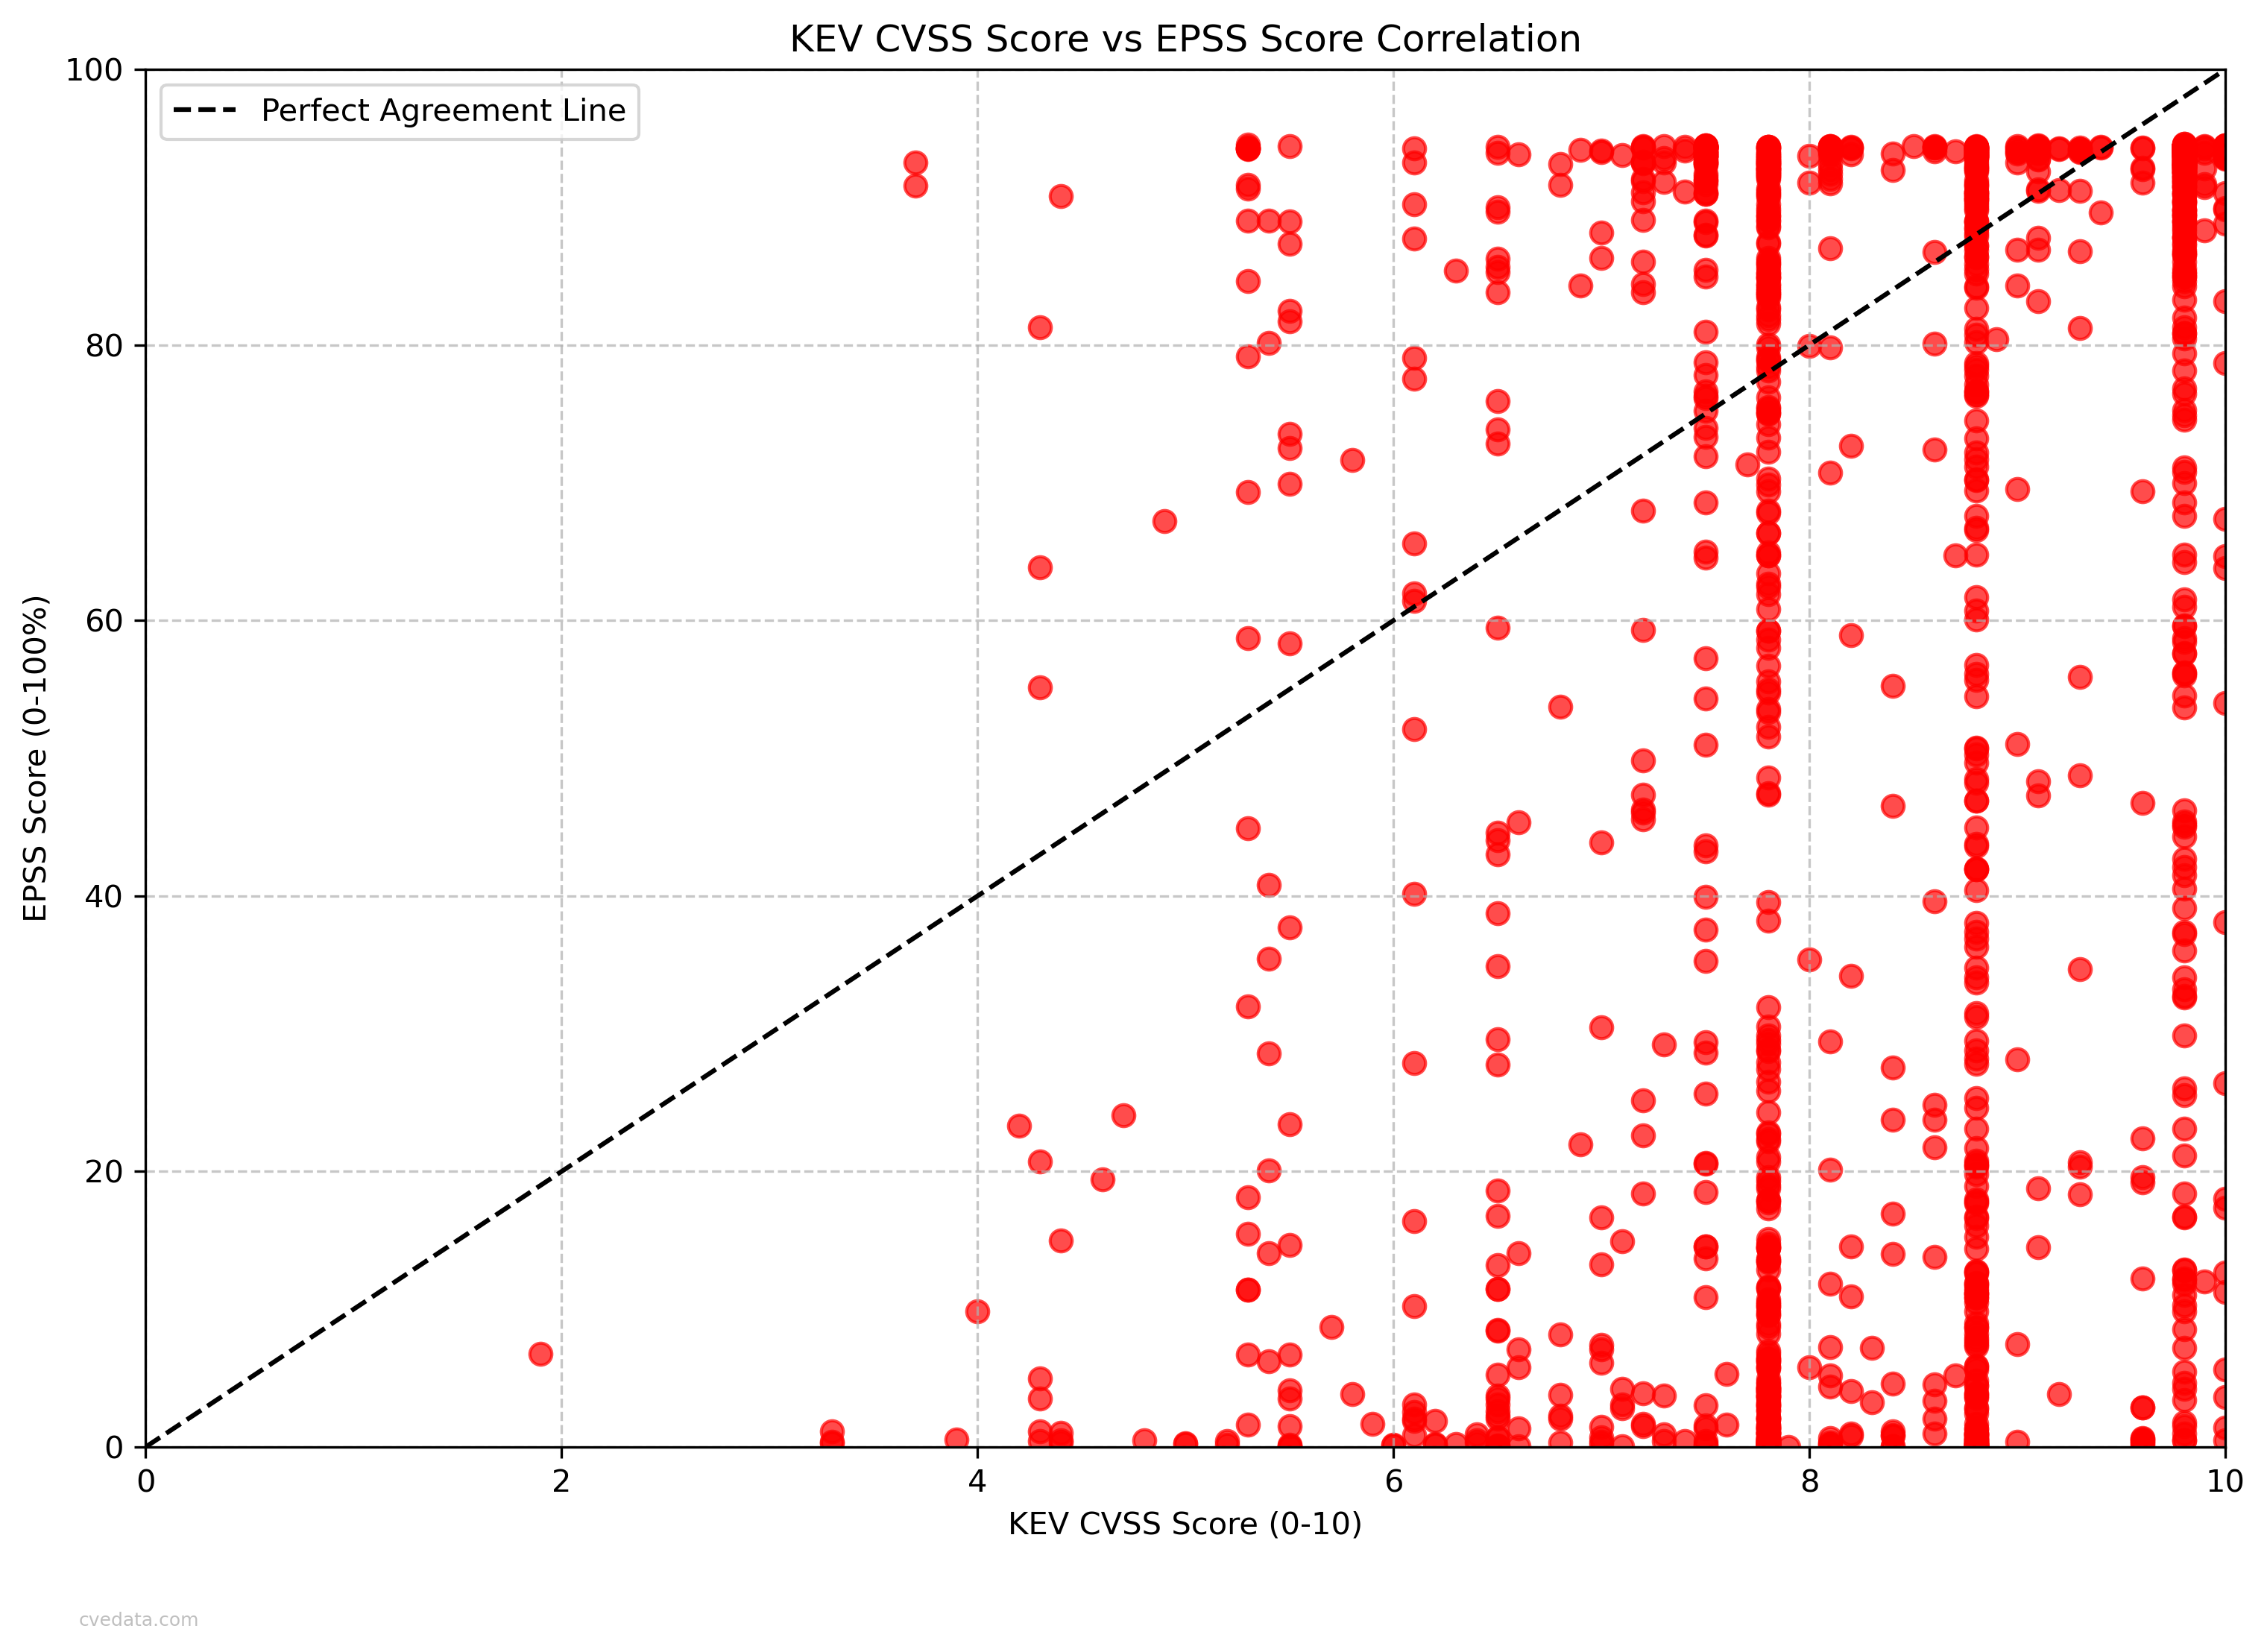 KEV CVSS Score vs EPSS Score Correlation
Perfect Agreement Line
EPSS Score (0-100%)
100
80
60
40
20
0
0 2 4 6 8 10
KEV CVSS Score (0-10)
cvedata.com